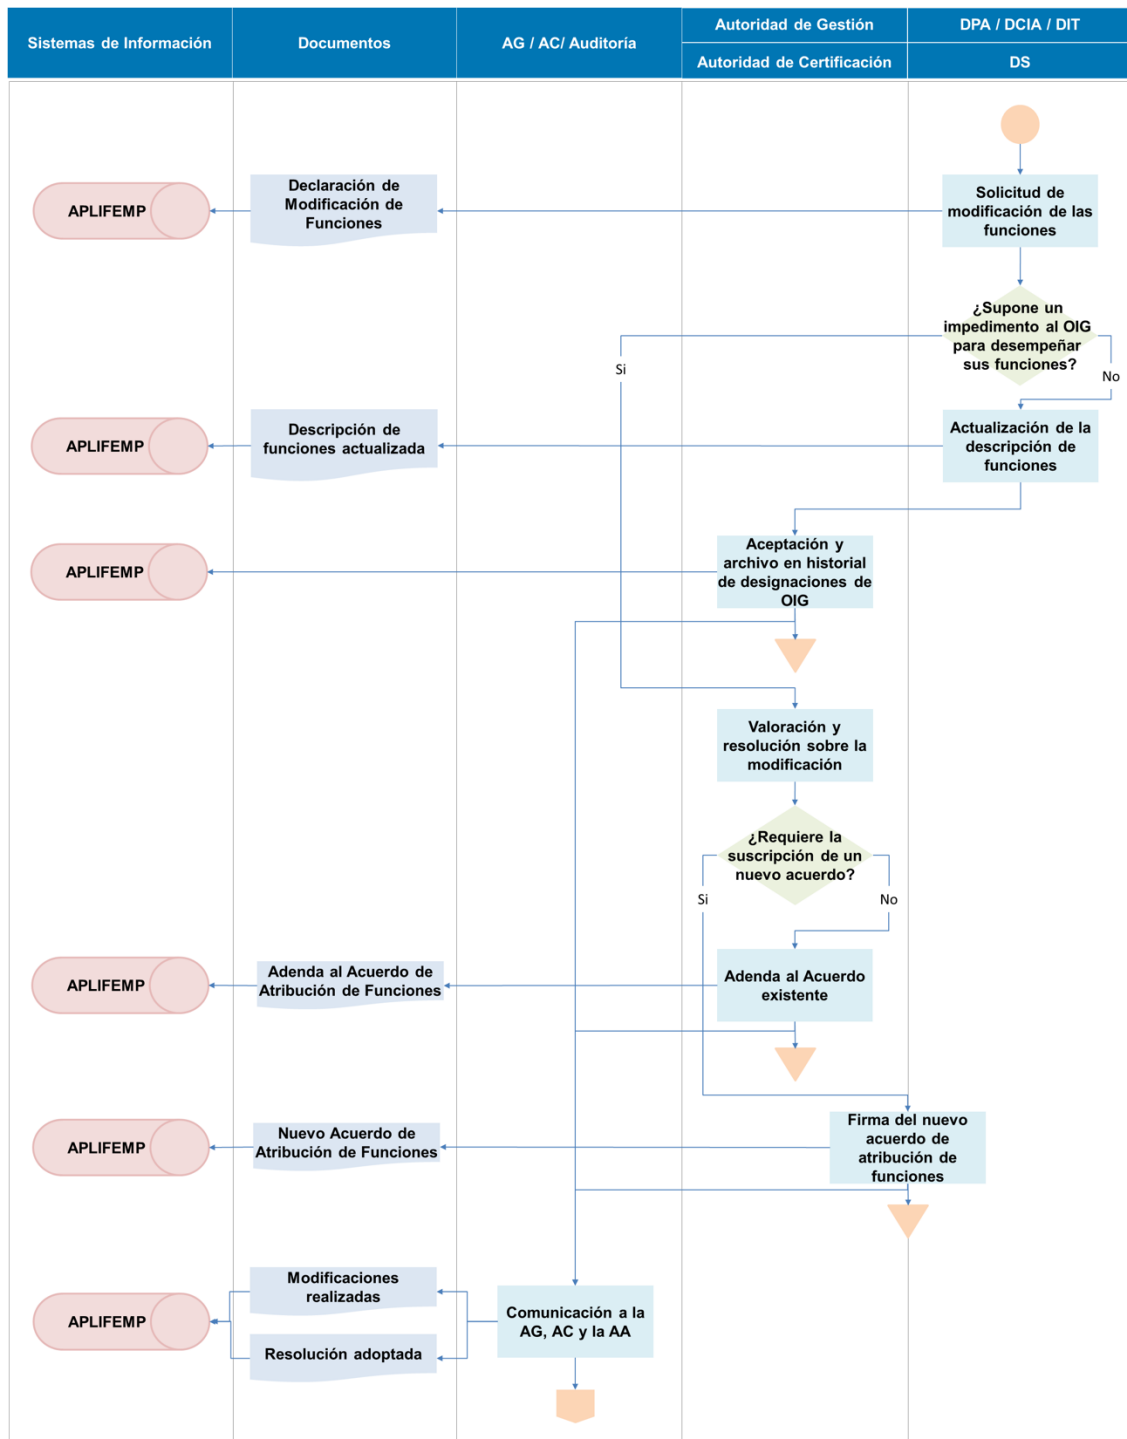 Sistemas de Información
Documentos
AG / AC/ Auditoría
Autoridad de Gestión
Autoridad de Certificación
DPA / DCIA / DIT
DS
APLIFEMP
Declaración de
Modificación de
Funciones
Solicitud de
modificación de las
funciones
¿Supone un
impedimento al OIG
para desempeñar
sus funciones?
Si
No
APLIFEMP
Descripción de
funciones actualizada
Actualización de la
descripción de
funciones
APLIFEMP
Aceptación y
archivo en historial
de designaciones de
OIG
Valoración y
resolución sobre la
modificación
¿Requiere la
suscripción de un
nuevo acuerdo?
Si
No
APLIFEMP
Adenda al Acuerdo de
Atribución de Funciones
Adenda al Acuerdo
existente
APLIFEMP
Nuevo Acuerdo de
Atribución de Funciones
Firma del nuevo
acuerdo de
atribución de
funciones
APLIFEMP
Modificaciones
realizadas
Resolución adoptada
Comunicación a la
AG, AC y la AA